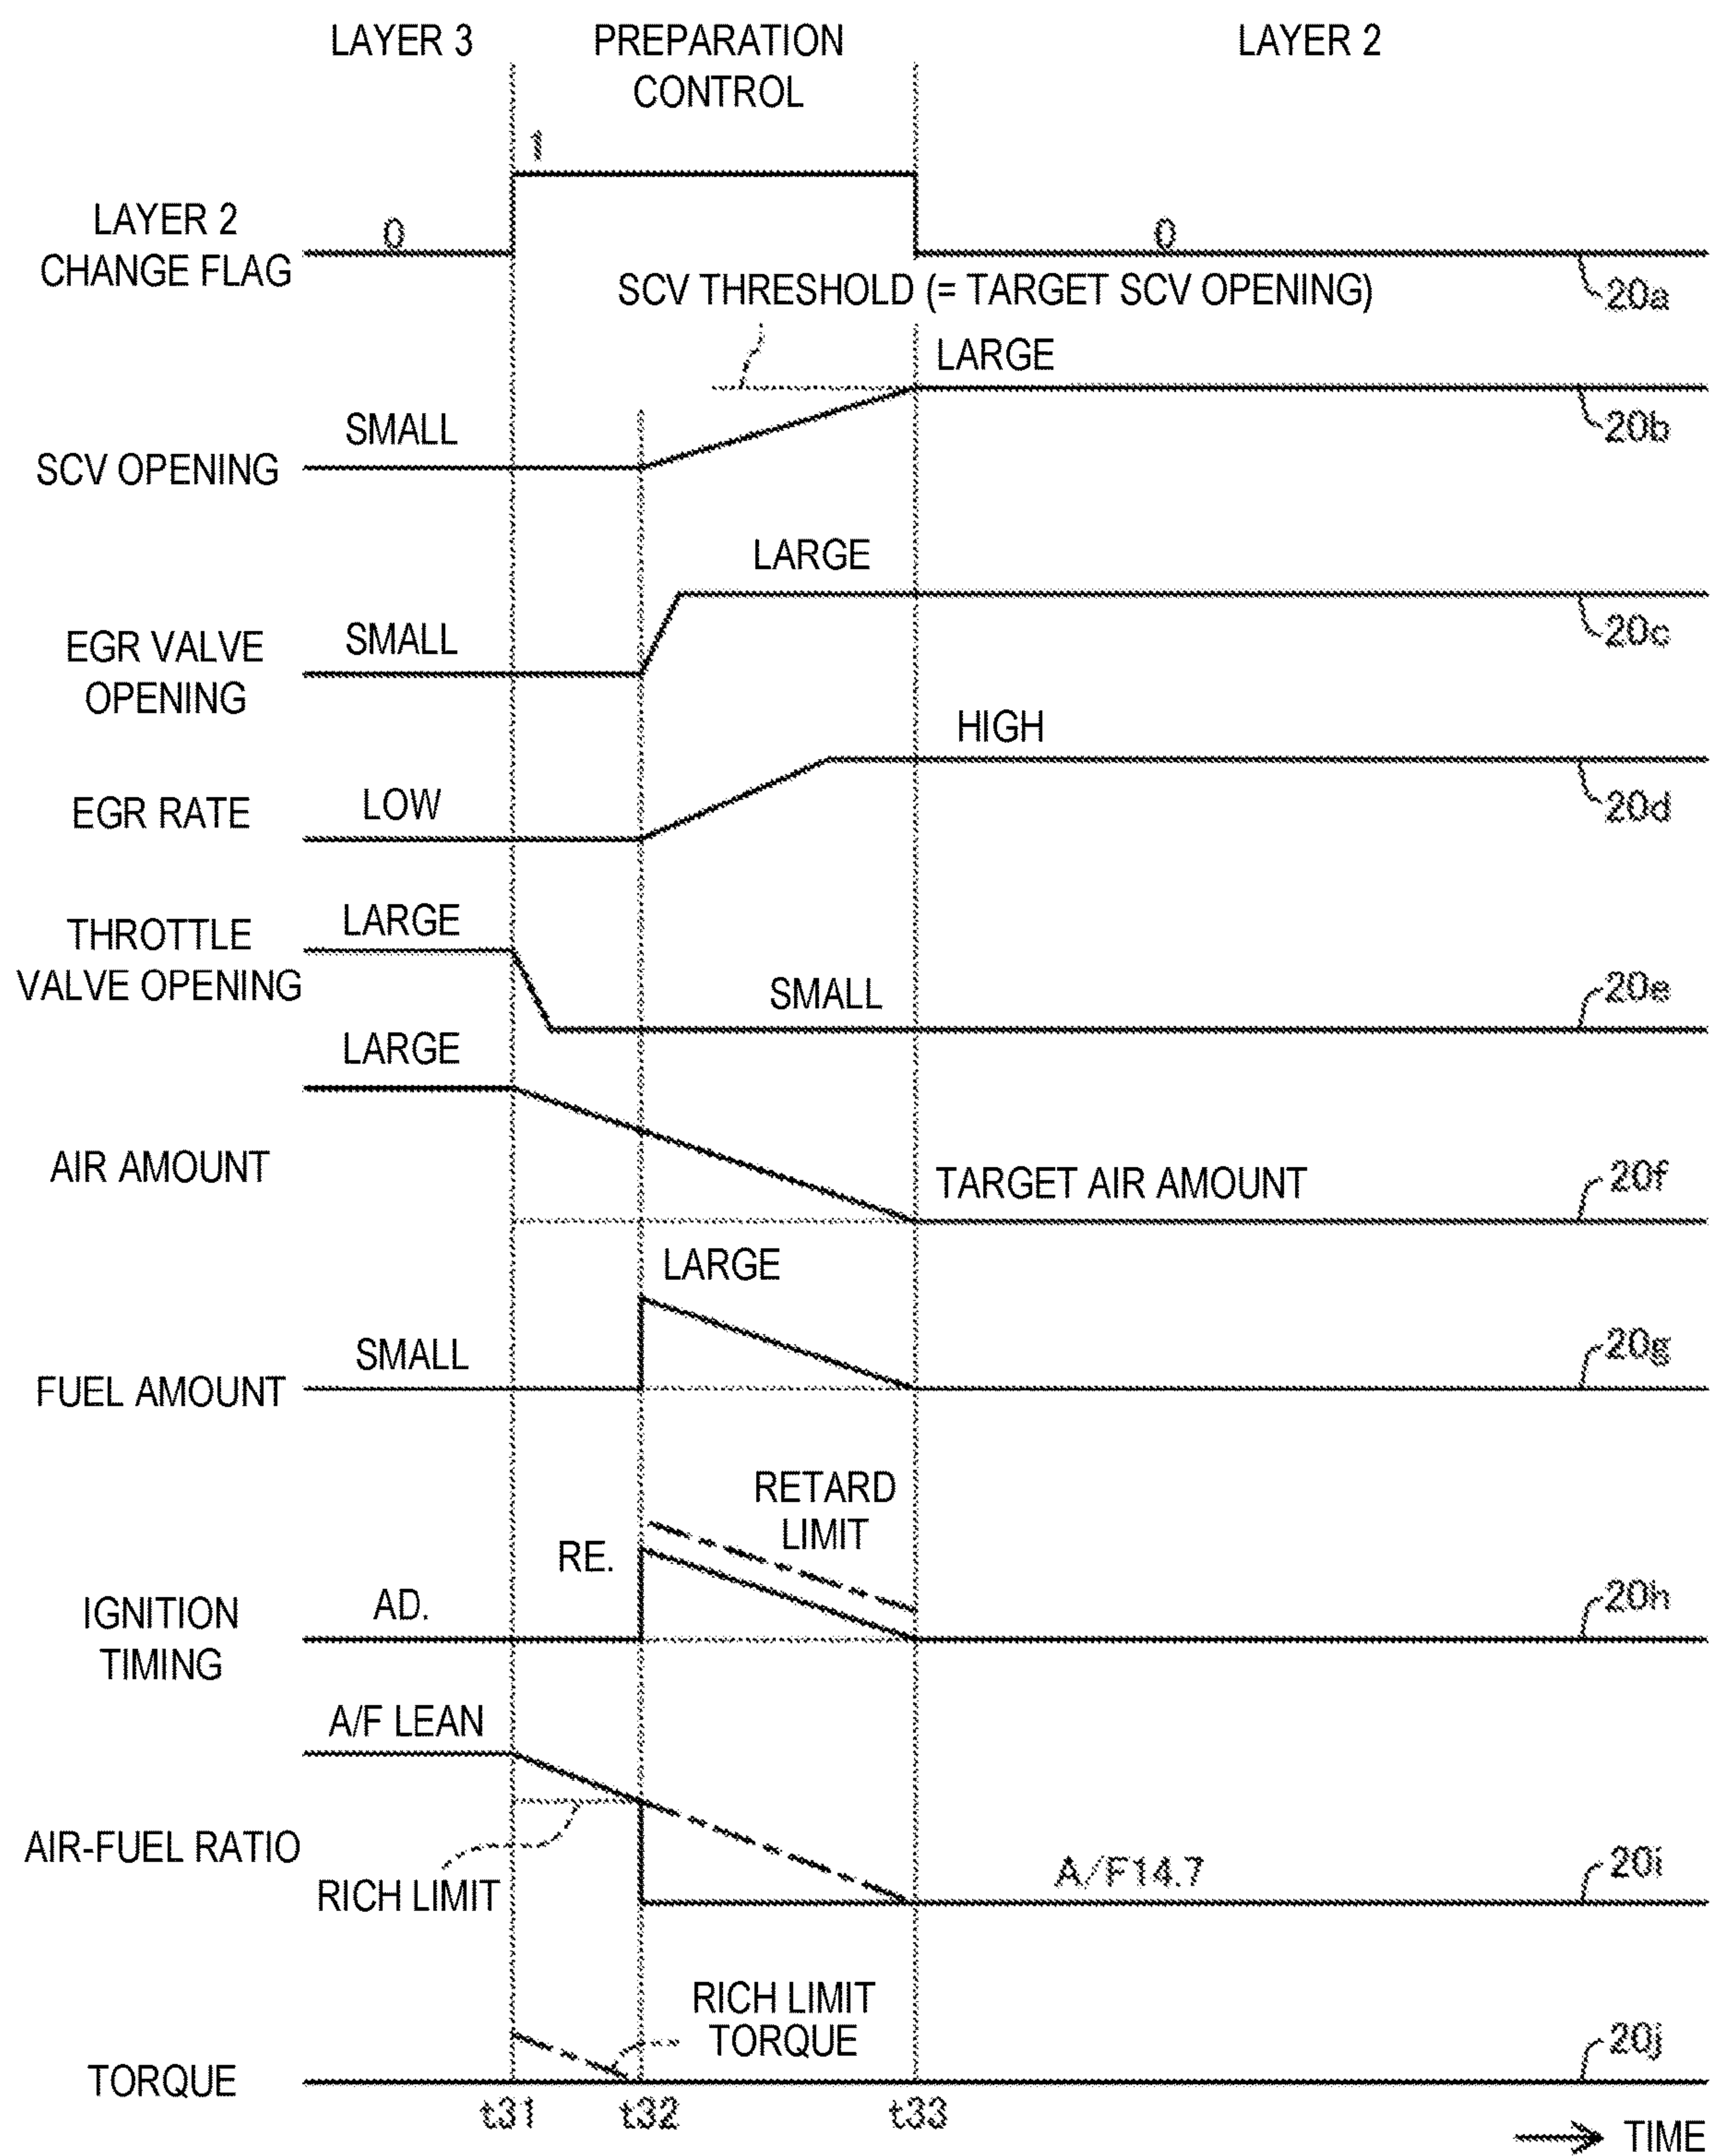 LAYER 3
PREPARATION
CONTROL
LAYER 2
1
LAYER 2
CHANGE FLAG
0
0
20a
SCV THRESHOLD (= TARGET SCV OPENING)
LARGE
SMALL
SCV OPENING
20b
LARGE
SMALL
EGR VALVE
OPENING
20c
HIGH
LOW
EGR RATE
20d
LARGE
THROTTLE
VALVE OPENING
SMALL
20e
LARGE
AIR AMOUNT
TARGET AIR AMOUNT
20f
LARGE
SMALL
FUEL AMOUNT
20g
RETARD
LIMIT
RE.
AD.
IGNITION
TIMING
20h
A/F LEAN
AIR-FUEL RATIO
RICH LIMIT
A/F14.7
20i
RICH LIMIT
TORQUE
TORQUE
20j
t31
t32
t33
TIME